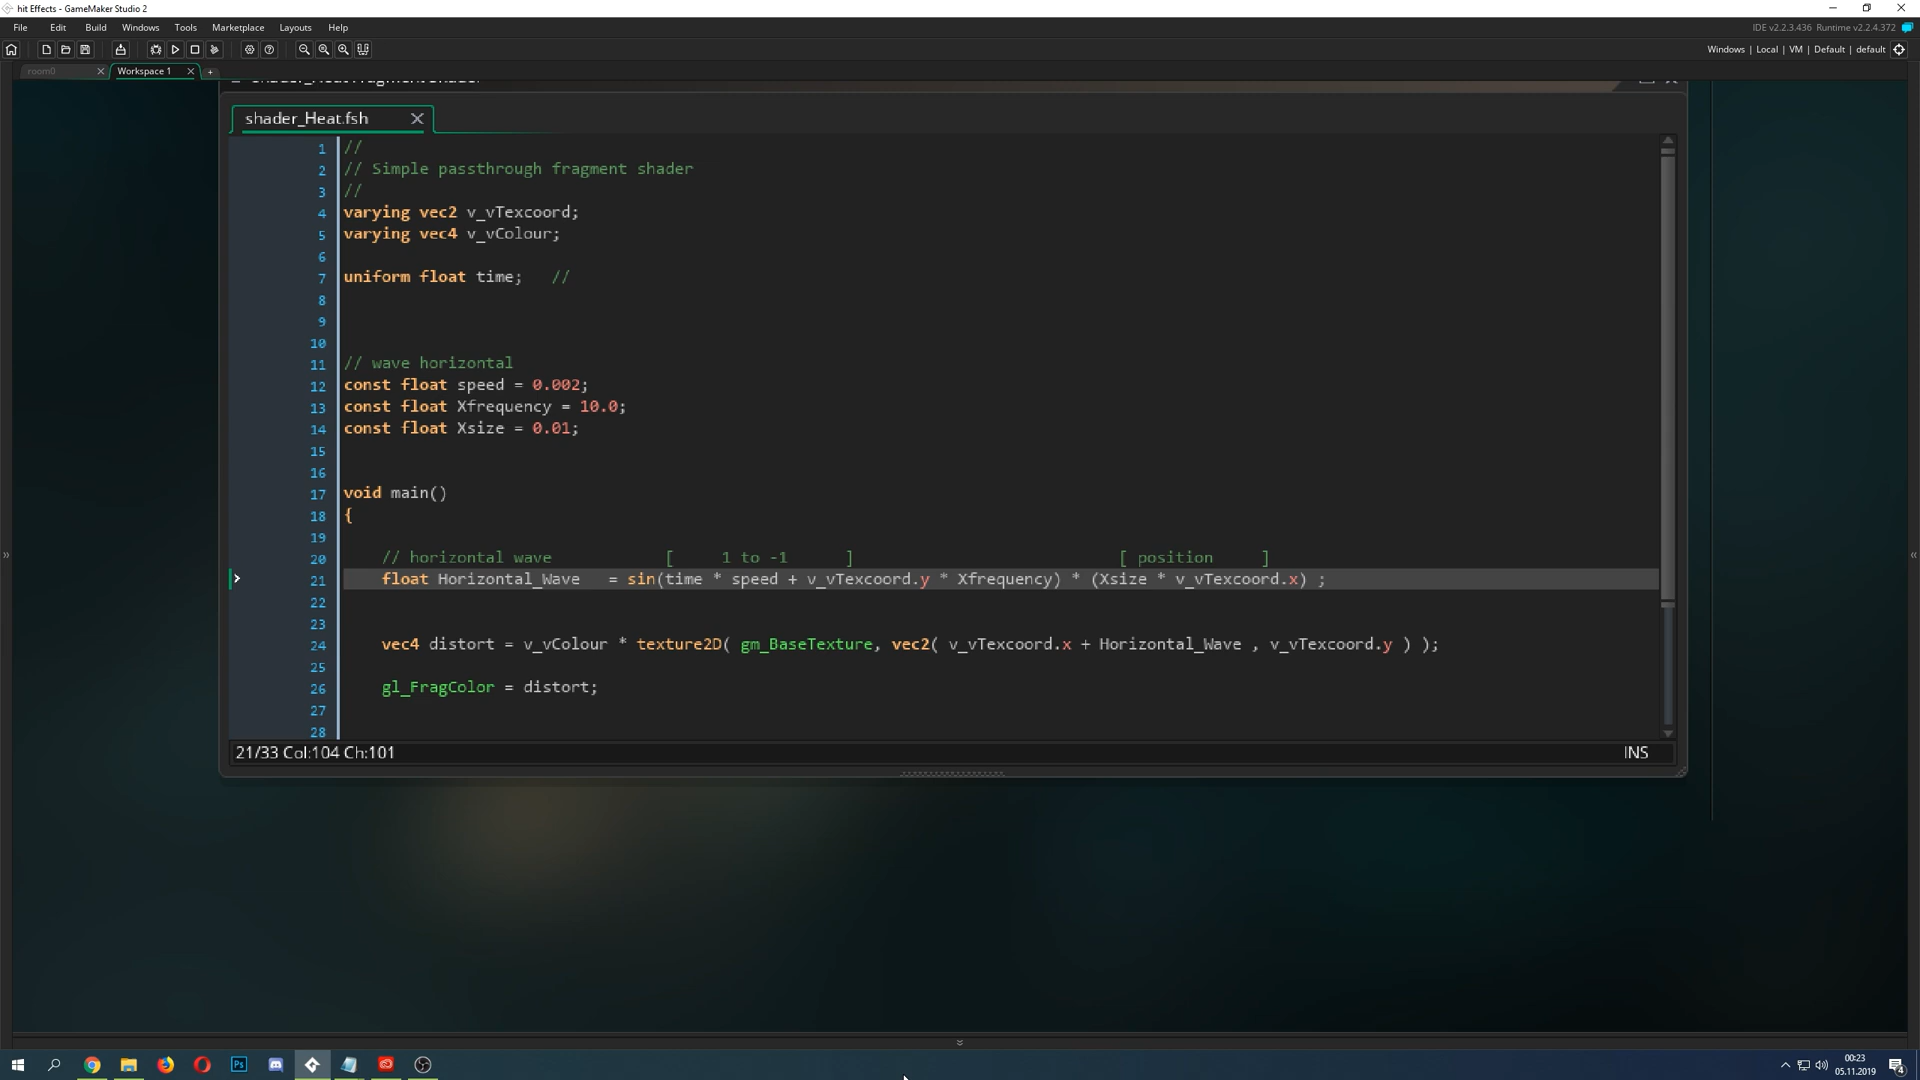 hit Effects - GameMaker Studio 2
File Edit Build Windows Tools Marketplace Layouts Help
IDE v2.2.3.436 Runtime v2.2.4.372
Windows | Local | VM | Default | default
room0
Workspace 1
shader_Heat.fsh
1 //
2 // Simple passthrough fragment shader
3 //
4 varying vec2 v_vTexcoord;
5 varying vec4 v_vColour;
6
7 uniform float time;   //
8
9
10
11 // wave horizontal
12 const float speed = 0.002;
13 const float Xfrequency = 10.0;
14 const float Xsize = 0.01;
15
16
17 void main()
18 {
19
20     // horizontal wave            [     1 to -1      ]                            [ position     ]
21     float Horizontal_Wave   = sin(time * speed + v_vTexcoord.y * Xfrequency) * (Xsize * v_vTexcoord.x) ;
22
23
24     vec4 distort = v_vColour * texture2D( gm_BaseTexture, vec2( v_vTexcoord.x + Horizontal_Wave , v_vTexcoord.y ) );
25
26     gl_FragColor = distort;
27
28
21/33 Col:104 Ch:101
INS
Ps
00:23
05.11.2019
4